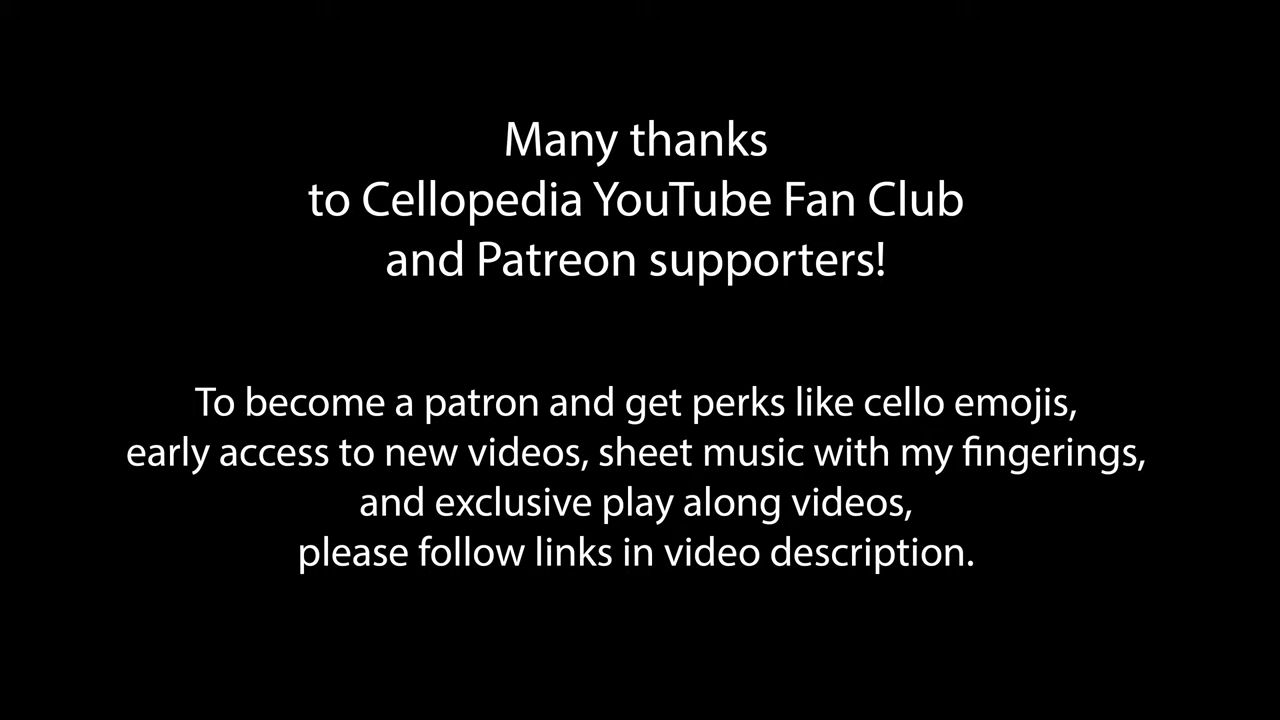 Many thanks
to Cellopedia YouTube Fan Club
and Patreon supporters!
To become a patron and get perks like cello emojis,
early access to new videos, sheet music with my fingerings,
and exclusive play along videos,
please follow links in video description.